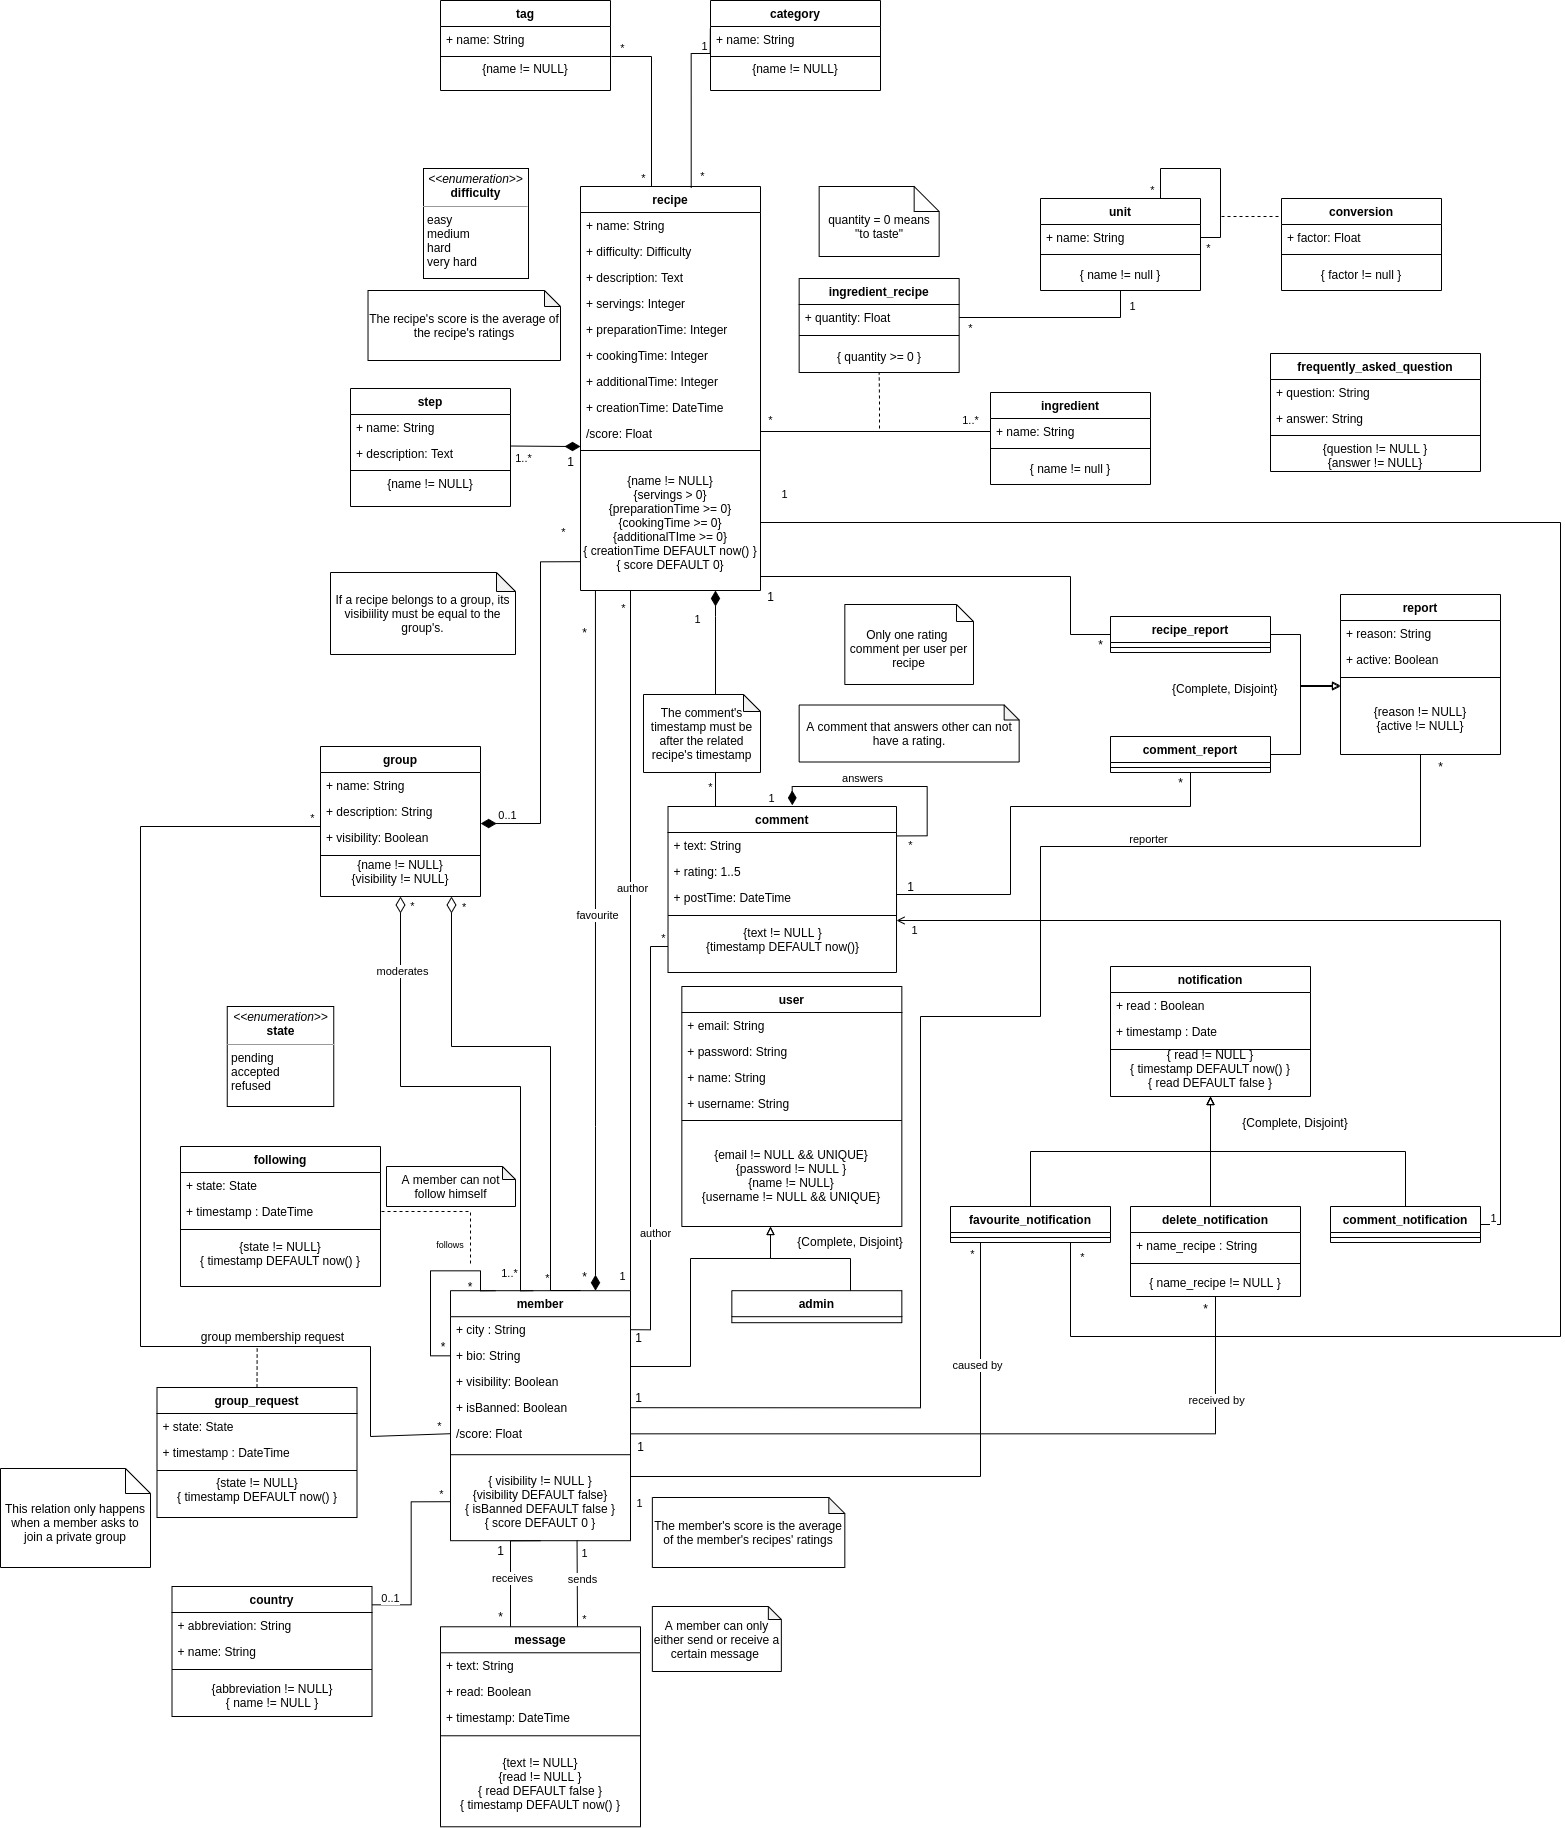 tag
+ name: String
{name != NULL}
*
*
category
+ name: String
{name != NULL}
1
*
<<enumeration>>
difficulty
easy
medium
hard
very hard
The recipe's score is the average of
the recipe's ratings
recipe
+ name: String
+ difficulty: Difficulty
+ description: Text
+ servings: Integer
+ preparationTime: Integer
+ cookingTime: Integer
+ additionalTime: Integer
+ creationTime: DateTime
/score: Float
{name != NULL}
{servings > 0}
{preparationTime >= 0}
{cookingTime >= 0}
{additionalTIme >= 0}
{ creationTime DEFAULT now() }
{ score DEFAULT 0}
quantity = 0 means
"to taste"
unit
+ name: String
{ name != null }
*
*
1
conversion
+ factor: Float
{ factor != null }
ingredient_recipe
+ quantity: Float
{ quantity >= 0 }
*
ingredient
+ name: String
{ name != null }
*
1..*
frequently_asked_question
+ question: String
+ answer: String
{question != NULL }
{answer != NULL}
step
+ name: String
+ description: Text
{name != NULL}
1..*
1
*
1
If a recipe belongs to a group, its
visibiility must be equal to the
group's.
*
*
1
1
Only one rating
comment per user per
recipe
recipe_report
*
{Complete, Disjoint}
comment_report
*
report
+ reason: String
+ active: Boolean
{reason != NULL}
{active != NULL}
*
reporter
The comment's
timestamp must be
after the related
recipe's timestamp
*
A comment that answers other can not
have a rating.
answers
1
*
group
+ name: String
+ description: String
+ visibility: Boolean
{name != NULL}
{visibility != NULL}
*
0..1
*
*
moderates
comment
+ text: String
+ rating: 1..5
+ postTime: DateTime
{text != NULL }
{timestamp DEFAULT now()}
1
1
*
author
favourite
user
+ email: String
+ password: String
+ name: String
+ username: String
{email != NULL && UNIQUE}
{password != NULL }
{name != NULL}
{username != NULL && UNIQUE}
{Complete, Disjoint}
author
admin
notification
+ read : Boolean
+ timestamp : Date
{ read != NULL }
{ timestamp DEFAULT now() }
{ read DEFAULT false }
{Complete, Disjoint}
favourite_notification
*
*
delete_notification
+ name_recipe : String
{ name_recipe != NULL }
*
comment_notification
1
caused by
received by
<<enumeration>>
state
pending
accepted
refused
following
+ state: State
+ timestamp : DateTime
{state != NULL}
{ timestamp DEFAULT now() }
A member can not
follow himself
follows
*
*
1..*
*
*
1
member
+ city : String
+ bio: String
+ visibility: Boolean
+ isBanned: Boolean
/score: Float
{ visibility != NULL }
{visibility DEFAULT false}
{ isBanned DEFAULT false }
{ score DEFAULT 0 }
1
1
1
1
*
*
group membership request
group_request
+ state: State
+ timestamp : DateTime
{state != NULL}
{ timestamp DEFAULT now() }
This relation only happens
when a member asks to
join a private group
The member's score is the average
of the member's recipes' ratings
country
+ abbreviation: String
+ name: String
{abbreviation != NULL}
{ name != NULL }
0..1
1
receives
*
1
sends
*
message
+ text: String
+ read: Boolean
+ timestamp: DateTime
{text != NULL}
{read != NULL }
{ read DEFAULT false }
{ timestamp DEFAULT now() }
A member can only
either send or receive a
certain message